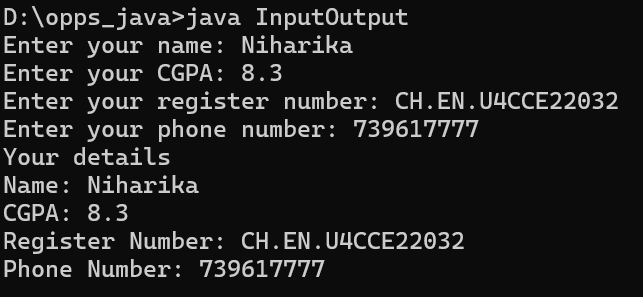 D:\opps_java>java InputOutput
Enter your name: Niharika
Enter your CGPA: 8.3
Enter your register number: CH.EN.U4CCE22032
Enter your phone number: 739617777
Your details
Name: Niharika
CGPA: 8.3
Register Number: CH.EN.U4CCE22032
Phone Number: 739617777